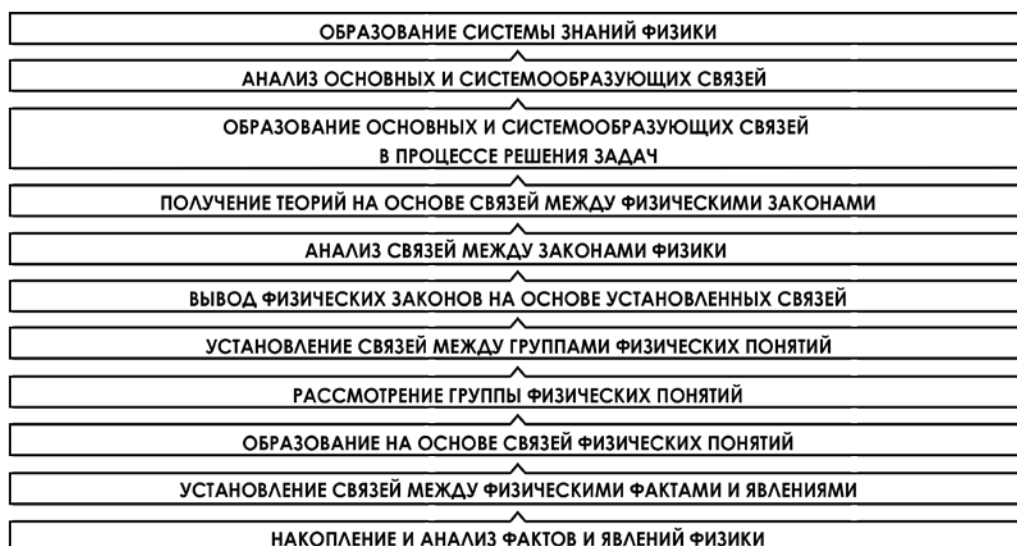 ОБРАЗОВАНИЕ СИСТЕМЫ ЗНАНИЙ ФИЗИКИ
АНАЛИЗ ОСНОВНЫХ И СИСТЕМООБРАЗУЮЩИХ СВЯЗЕЙ
ОБРАЗОВАНИЕ ОСНОВНЫХ И СИСТЕМООБРАЗУЮЩИХ СВЯЗЕЙ
В ПРОЦЕССЕ РЕШЕНИЯ ЗАДАЧ
ПОЛУЧЕНИЕ ТЕОРИЙ НА ОСНОВЕ СВЯЗЕЙ МЕЖДУ ФИЗИЧЕСКИМИ ЗАКОНАМИ
АНАЛИЗ СВЯЗЕЙ МЕЖДУ ЗАКОНАМИ ФИЗИКИ
ВЫВОД ФИЗИЧЕСКИХ ЗАКОНОВ НА ОСНОВЕ УСТАНОВЛЕННЫХ СВЯЗЕЙ
УСТАНОВЛЕНИЕ СВЯЗЕЙ МЕЖДУ ГРУППАМИ ФИЗИЧЕСКИХ ПОНЯТИЙ
РАССМОТРЕНИЕ ГРУППЫ ФИЗИЧЕСКИХ ПОНЯТИЙ
ОБРАЗОВАНИЕ НА ОСНОВЕ СВЯЗЕЙ ФИЗИЧЕСКИХ ПОНЯТИЙ
УСТАНОВЛЕНИЕ СВЯЗЕЙ МЕЖДУ ФИЗИЧЕСКИМИ ФАКТАМИ И ЯВЛЕНИЯМИ
НАКОПЛЕНИЕ И АНАЛИЗ ФАКТОВ И ЯВЛЕНИЙ ФИЗИКИ